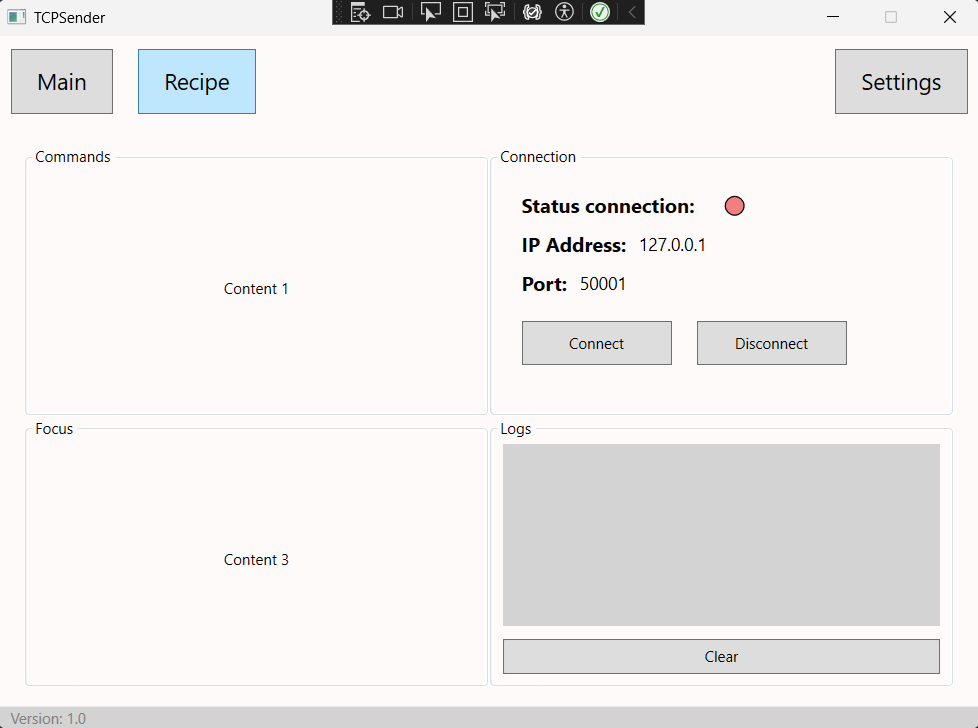 TCPSender
Main
Recipe
Settings
Commands
Content 1
Connection
Status connection:
IP Address: 127.0.0.1
Port: 50001
Connect
Disconnect
Focus
Content 3
Logs
Clear
Version: 1.0